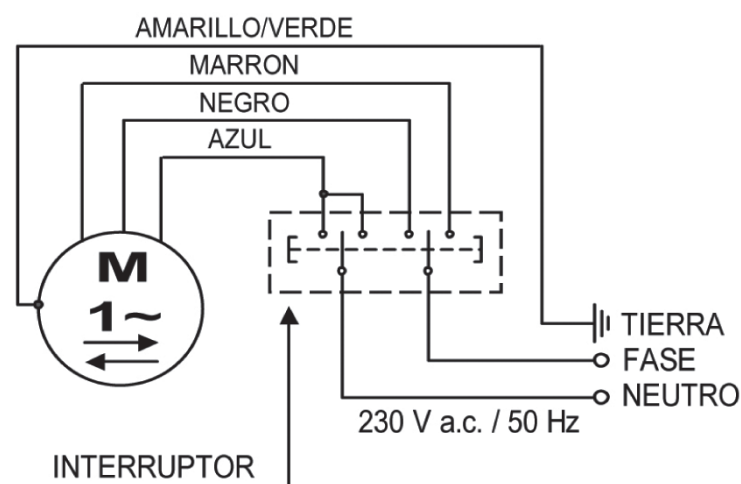 AMARILLO/VERDE
MARRON
NEGRO
AZUL
M
1~
TIERRA
FASE
NEUTRO
230 V a.c. / 50 Hz
INTERRUPTOR